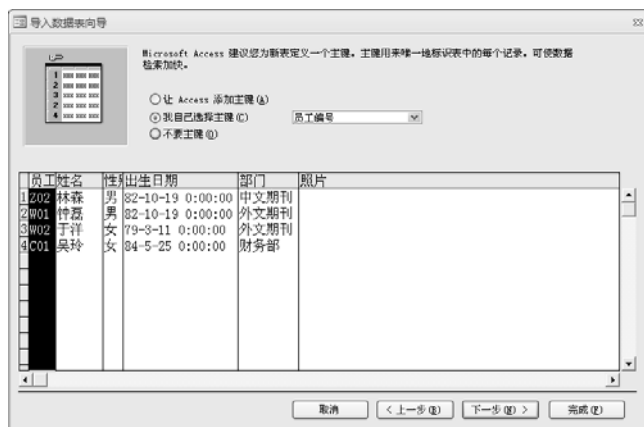 导入数据表向导
Microsoft Access 建议您为新表定义一个主键。主键用来唯一地标识表中的每个记录。可使数据
检索加快。
1
2
3
2
4
让 Access 添加主键(A)
我自己选择主键(C) 员工编号
不要主键(O)
员工 姓名 性别 出生日期 部门 照片
1 Z02 林森 男 82-10-19 0:00:00 中文期刊
2 W01 钟磊 男 82-10-19 0:00:00 外文期刊
3 W02 于洋 女 79-3-11 0:00:00 外文期刊
4 C01 吴玲 女 84-5-25 0:00:00 财务部
取消 < 上一步(B) 下一步(N) > 完成(F)